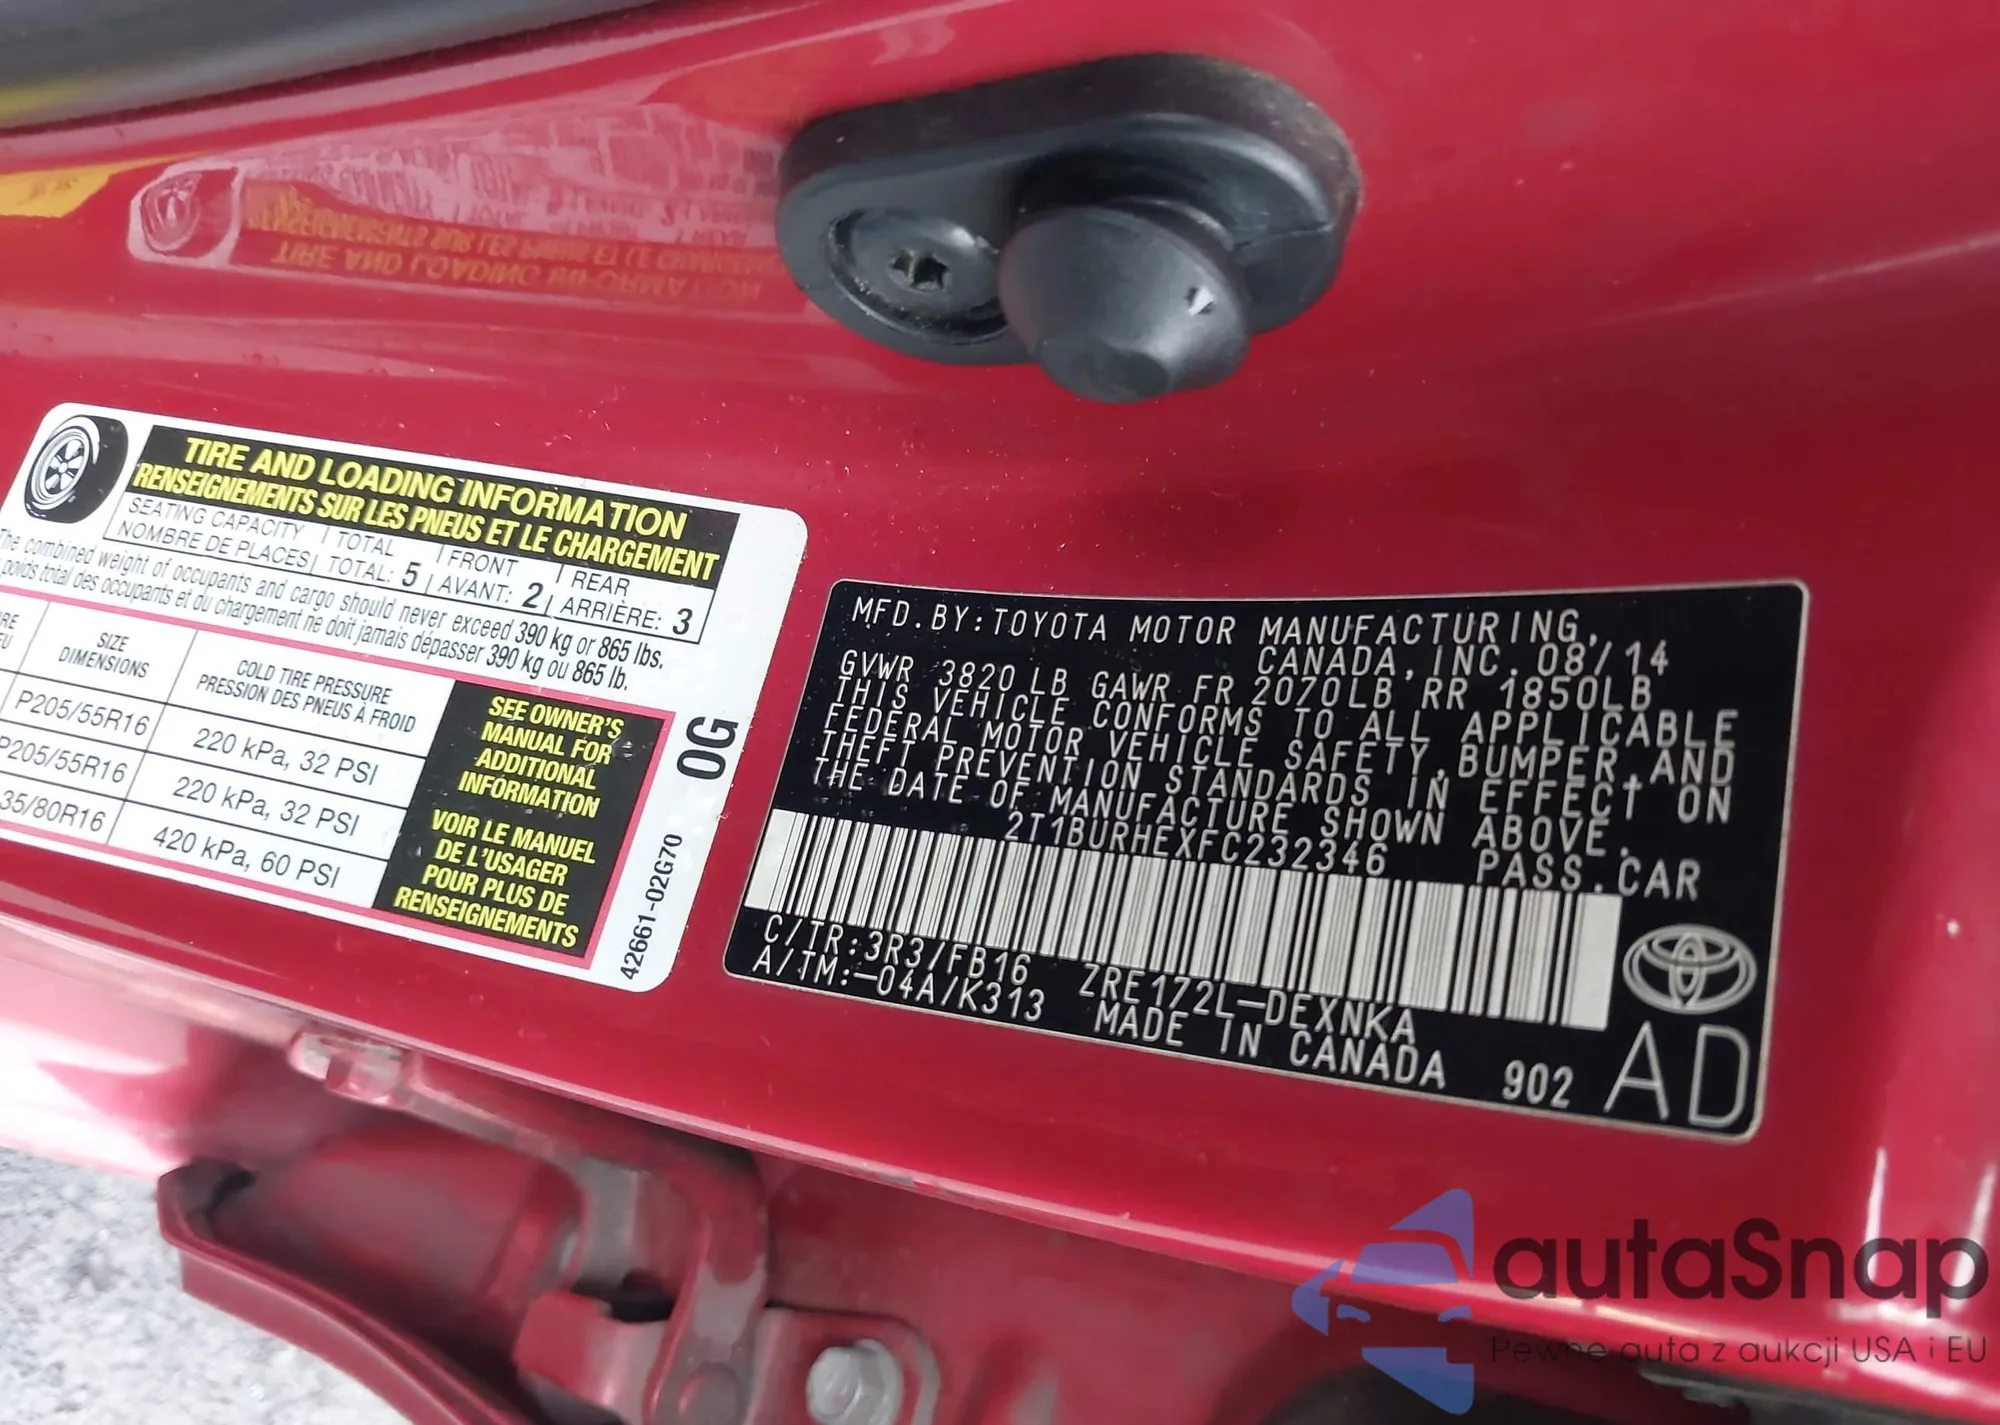 TIRE AND LOADING INFORMATION
RENSEIGNEMENTS SUR LES PNEUS ET LE CHARGEMENT
SEATING CAPACITY TOTAL FRONT REAR
NOMBRE DE PLACES TOTAL: 5 AVANT: 2 ARRIÈRE: 3
The combined weight of occupants and cargo should never exceed 390 kg or 865 lbs.
poids total des occupants et du chargement ne doit jamais dépasser 390 kg ou 865 lb.
SIZE
DIMENSIONS
COLD TIRE PRESSURE
PRESSION DES PNEUS À FROID
P205/55R16 220 kPa, 32 PSI
P205/55R16 220 kPa, 32 PSI
35/80R16 420 kPa, 60 PSI
SEE OWNER'S
MANUAL FOR
ADDITIONAL
INFORMATION
VOIR LE MANUEL
DE L'USAGER
POUR PLUS DE
RENSEIGNEMENTS
0G
42661-02G70
MFD. BY: TOYOTA MOTOR MANUFACTURING,
CANADA, INC. 08/14
GVWR 3820 LB GAWR FR 2070LB RR 1850LB
THIS VEHICLE CONFORMS TO ALL APPLICABLE
FEDERAL MOTOR VEHICLE SAFETY, BUMPER, AND
THEFT PREVENTION STANDARDS IN EFFECT ON
THE DATE OF MANUFACTURE SHOWN ABOVE.
2T1BURHEXFC232346 PASS. CAR
C/TR: 3R3/FB16 ZRE172L-DEXNKA
A/TM:-04A/K313 MADE IN CANADA 902
AD
autaSnap
Pewne auta z aukcji USA i EU